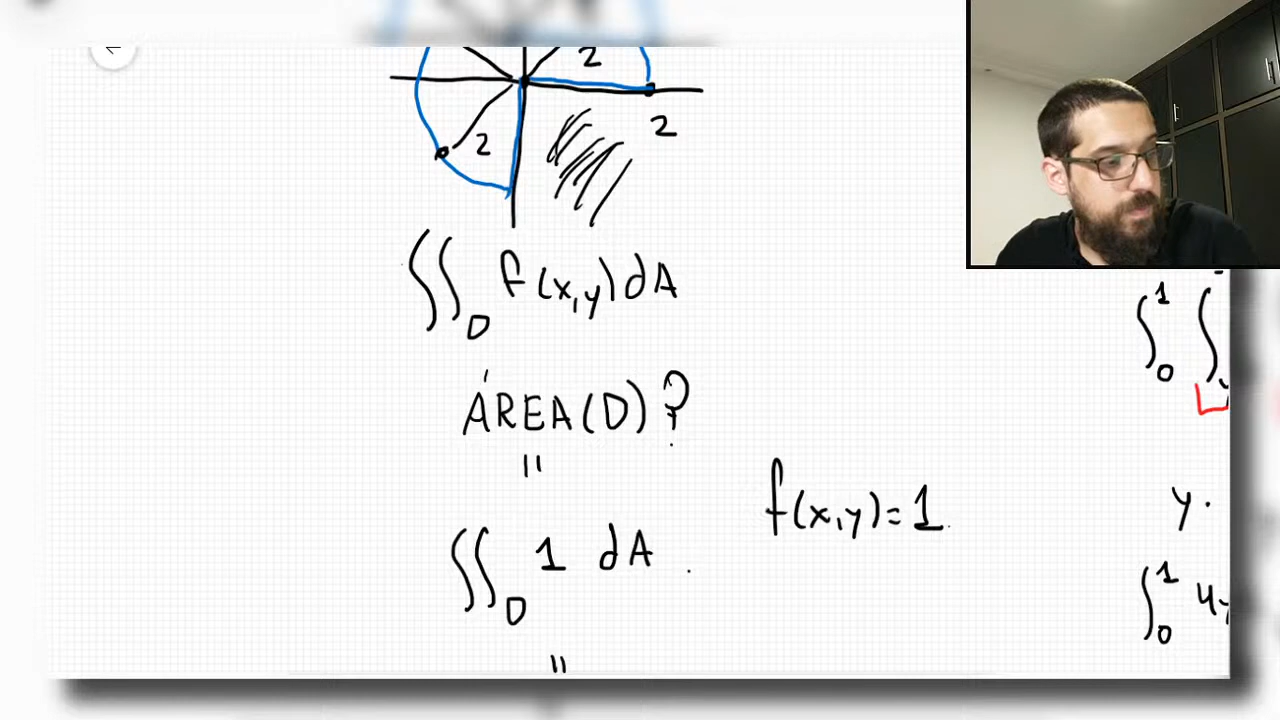 2
2
2
∬_D f(x,y)dA
ÁREA(D)?
"
∬_D 1 dA
"
f(x,y)=1
∫_0^1 ∫
y.
∫_0^1 4y